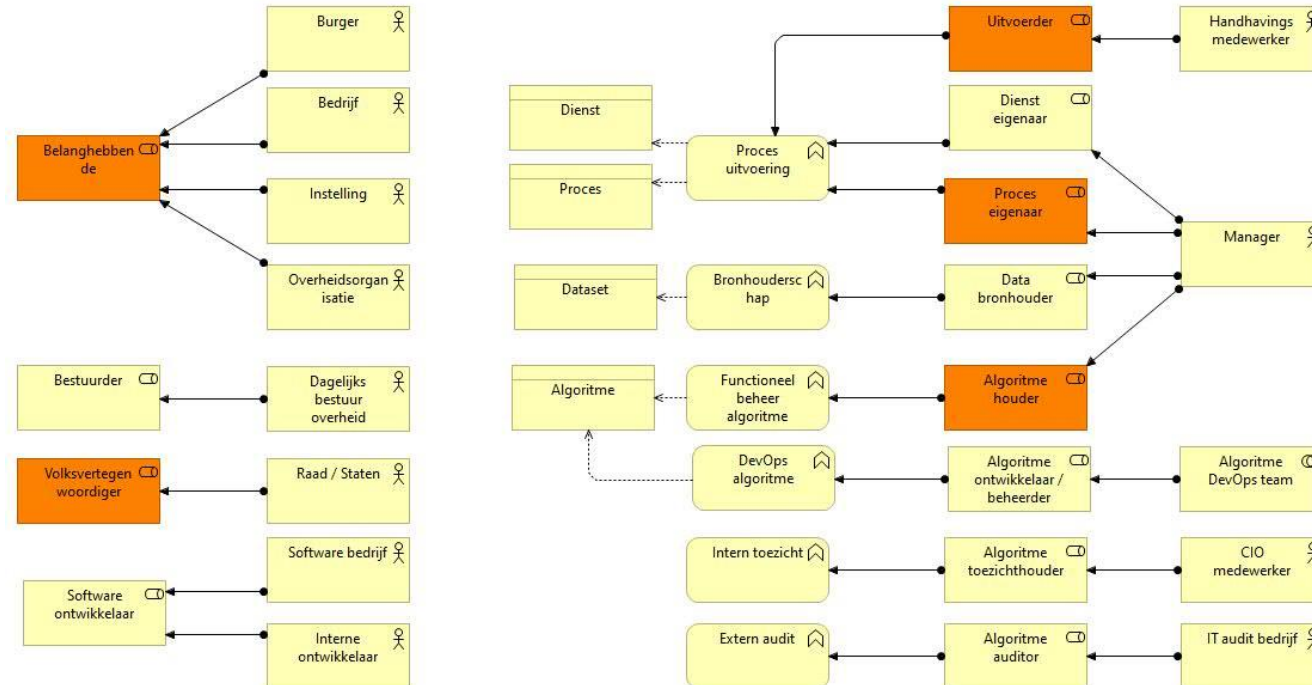 Burger
Bedrijf
Belanghebben
de
Instelling
Overheidsorgan
isatie
Bestuurder
Dagelijks
bestuur
overheid
Volksvertegen
woordiger
Raad / Staten
Software bedrijf
Software
ontwikkelaar
Interne
ontwikkelaar
Uitvoerder
Handhavings
medewerker
Dienst
Dienst
eigenaar
Proces
uitvoering
Proces
Proces
eigenaar
Manager
Dataset
Bronhoudersc
hap
Data
bronhouder
Algoritme
Functioneel
beheer
algoritme
Algoritme
houder
DevOps
algoritme
Algoritme
ontwikkelaar /
beheerder
Algoritme
DevOps team
Intern toezicht
Algoritme
toezichthouder
CIO
medewerker
Extern audit
Algoritme
auditor
IT audit bedrijf